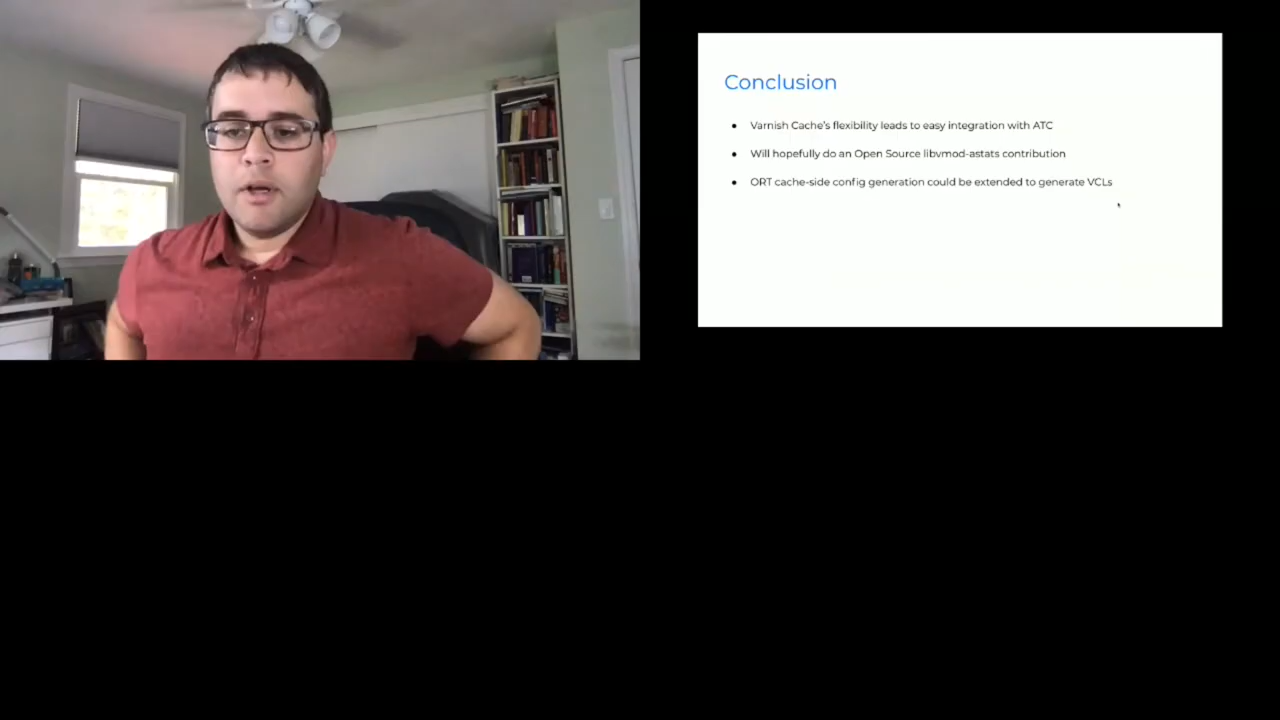 Conclusion
● Varnish Cache's flexibility leads to easy integration with ATC
● Will hopefully do an Open Source libvmod-astats contribution
● ORT cache-side config generation could be extended to generate VCLs